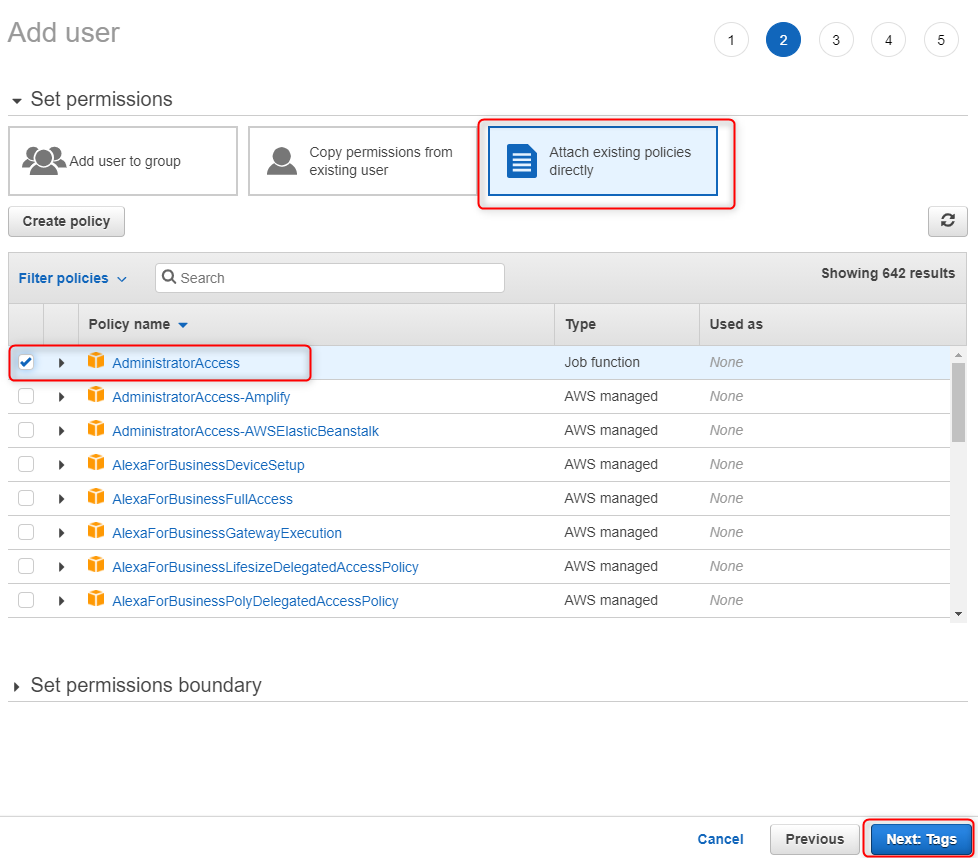 Add user
1 2 3 4 5
Set permissions
Add user to group
Copy permissions from
existing user
Attach existing policies
directly
Create policy
Filter policies
Search
Showing 642 results
Policy name Type Used as
AdministratorAccess Job function None
AdministratorAccess-Amplify AWS managed None
AdministratorAccess-AWSElasticBeanstalk AWS managed None
AlexaForBusinessDeviceSetup AWS managed None
AlexaForBusinessFullAccess AWS managed None
AlexaForBusinessGatewayExecution AWS managed None
AlexaForBusinessLifesizeDelegatedAccessPolicy AWS managed None
AlexaForBusinessPolyDelegatedAccessPolicy AWS managed None
Set permissions boundary
Cancel Previous Next: Tags